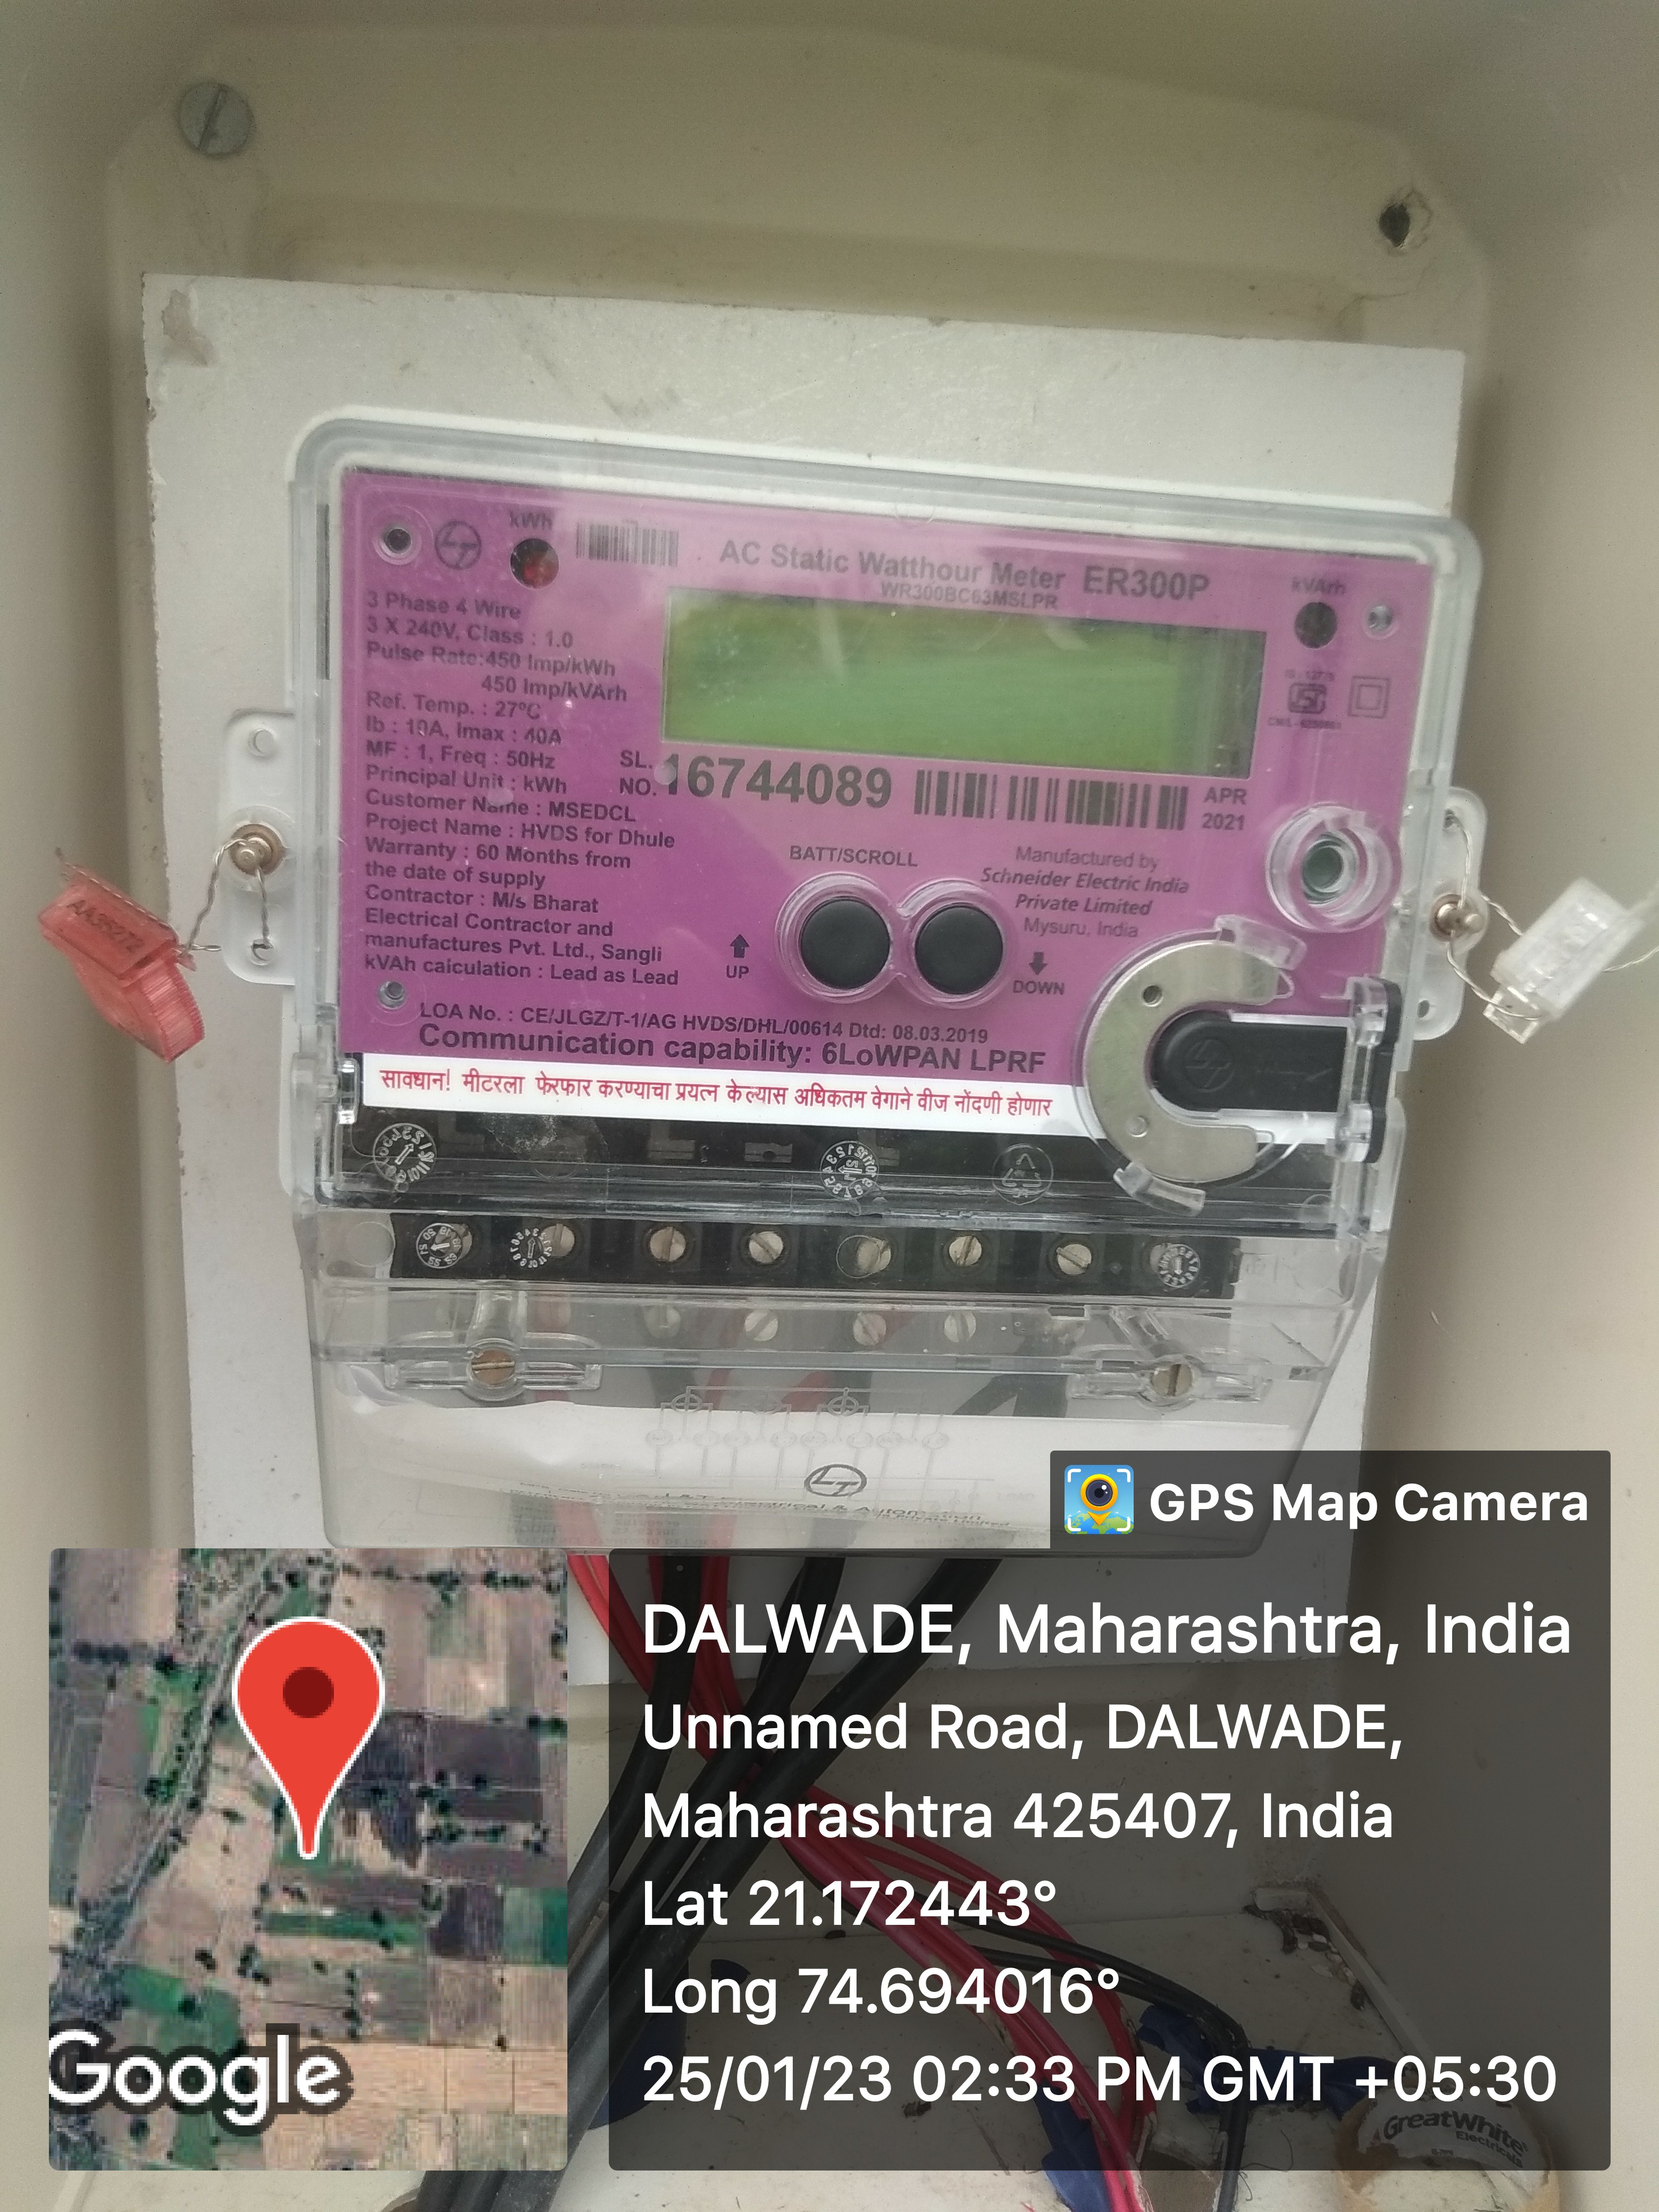 kWh
AC Static Watthour Meter ER300P
WR300BC63MSLPR
kVArh
3 Phase 4 Wire
3 X 240V, Class : 1.0
Pulse Rate:450 Imp/kWh
450 Imp/kVArh
Ref. Temp. : 27°C
Ib : 10A, Imax : 40A
MF : 1, Freq : 50Hz
Principal Unit : kWh
Customer Name : MSEDCL
Project Name : HVDS for Dhule
Warranty : 60 Months from
the date of supply
Contractor : M/s Bharat
Electrical Contractor and
manufactures Pvt. Ltd., Sangli
kVAh calculation : Lead as Lead
SL. NO. 16744089
APR
2021
BATT/SCROLL
UP
DOWN
Manufactured by
Schneider Electric India
Private Limited
Mysuru, India
LOA No. : CE/JLGZ/T-1/AG HVDS/DHL/00614 Dtd: 08.03.2019
Communication capability: 6LoWPAN LPRF
सावधान! मीटरला फेरफार करण्याचा प्रयत्न केल्यास अधिकतम वेगाने वीज नोंदणी होणार
LT
GPS Map Camera
DALWADE, Maharashtra, India
Unnamed Road, DALWADE,
Maharashtra 425407, India
Lat 21.172443°
Long 74.694016°
25/01/23 02:33 PM GMT +05:30
Google
GreatWhite
Electricals